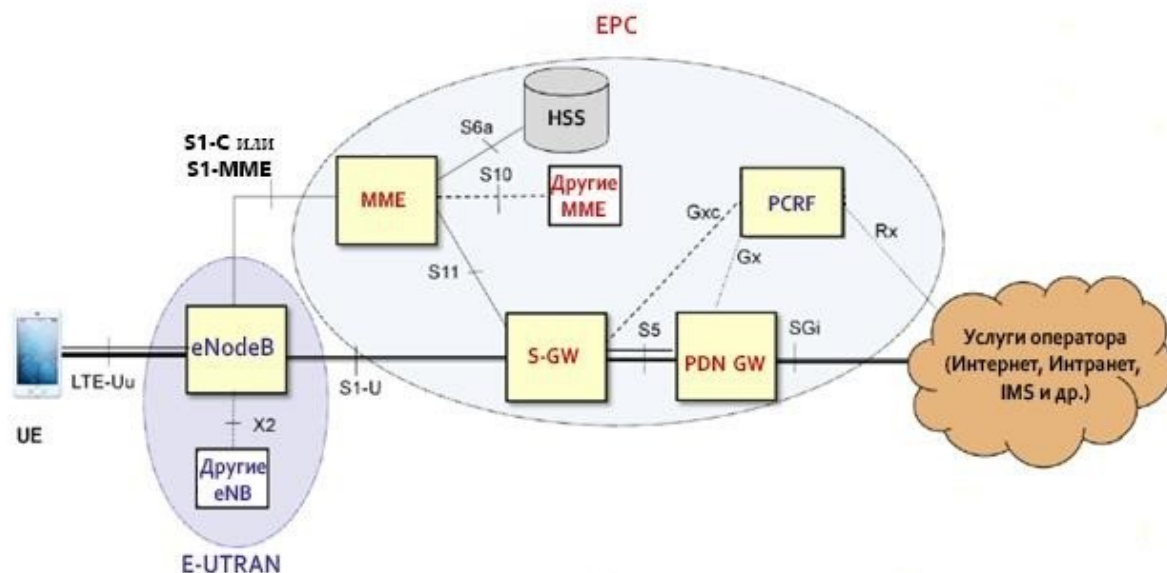 EPC
HSS
S6a
S1-C или
S1-MME
S10
MME
Другие
MME
PCRF
Gxc
Rx
Gx
S11
eNodeB
S-GW
S5
PDN GW
SGi
Услуги оператора
(Интернет, Интранет,
IMS и др.)
LTE-Uu
S1-U
UE
X2
Другие
eNB
E-UTRAN